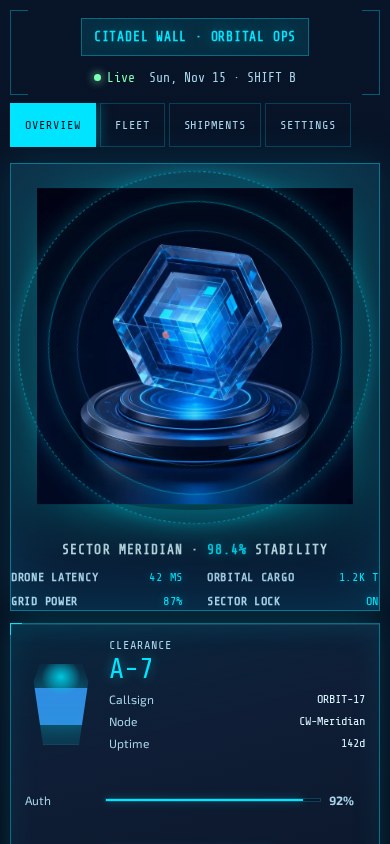 CITADEL WALL · ORBITAL OPS
Live Sun, Nov 15 · SHIFT B
OVERVIEW FLEET SHIPMENTS SETTINGS
SECTOR MERIDIAN · 98.4% STABILITY
DRONE LATENCY 42 MS ORBITAL CARGO 1.2K T
GRID POWER 87% SECTOR LOCK ON
CLEARANCE
A-7
Callsign ORBIT-17
Node CW-Meridian
Uptime 142d
Auth 92%